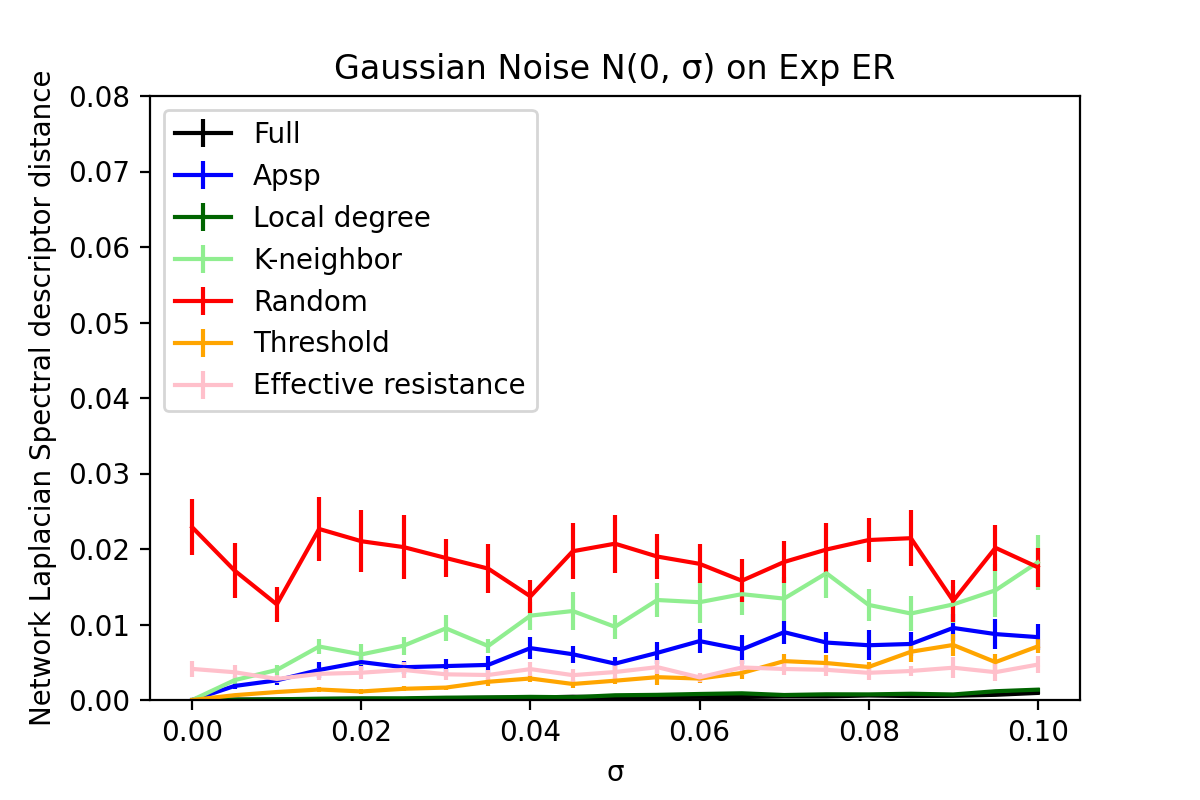 Gaussian Noise N(0, σ) on Exp ER
Network Laplacian Spectral descriptor distance
0.08
0.07
0.06
0.05
0.04
0.03
0.02
0.01
0.00
Full
Apsp
Local degree
K-neighbor
Random
Threshold
Effective resistance
0.00 0.02 0.04 0.06 0.08 0.10
σ